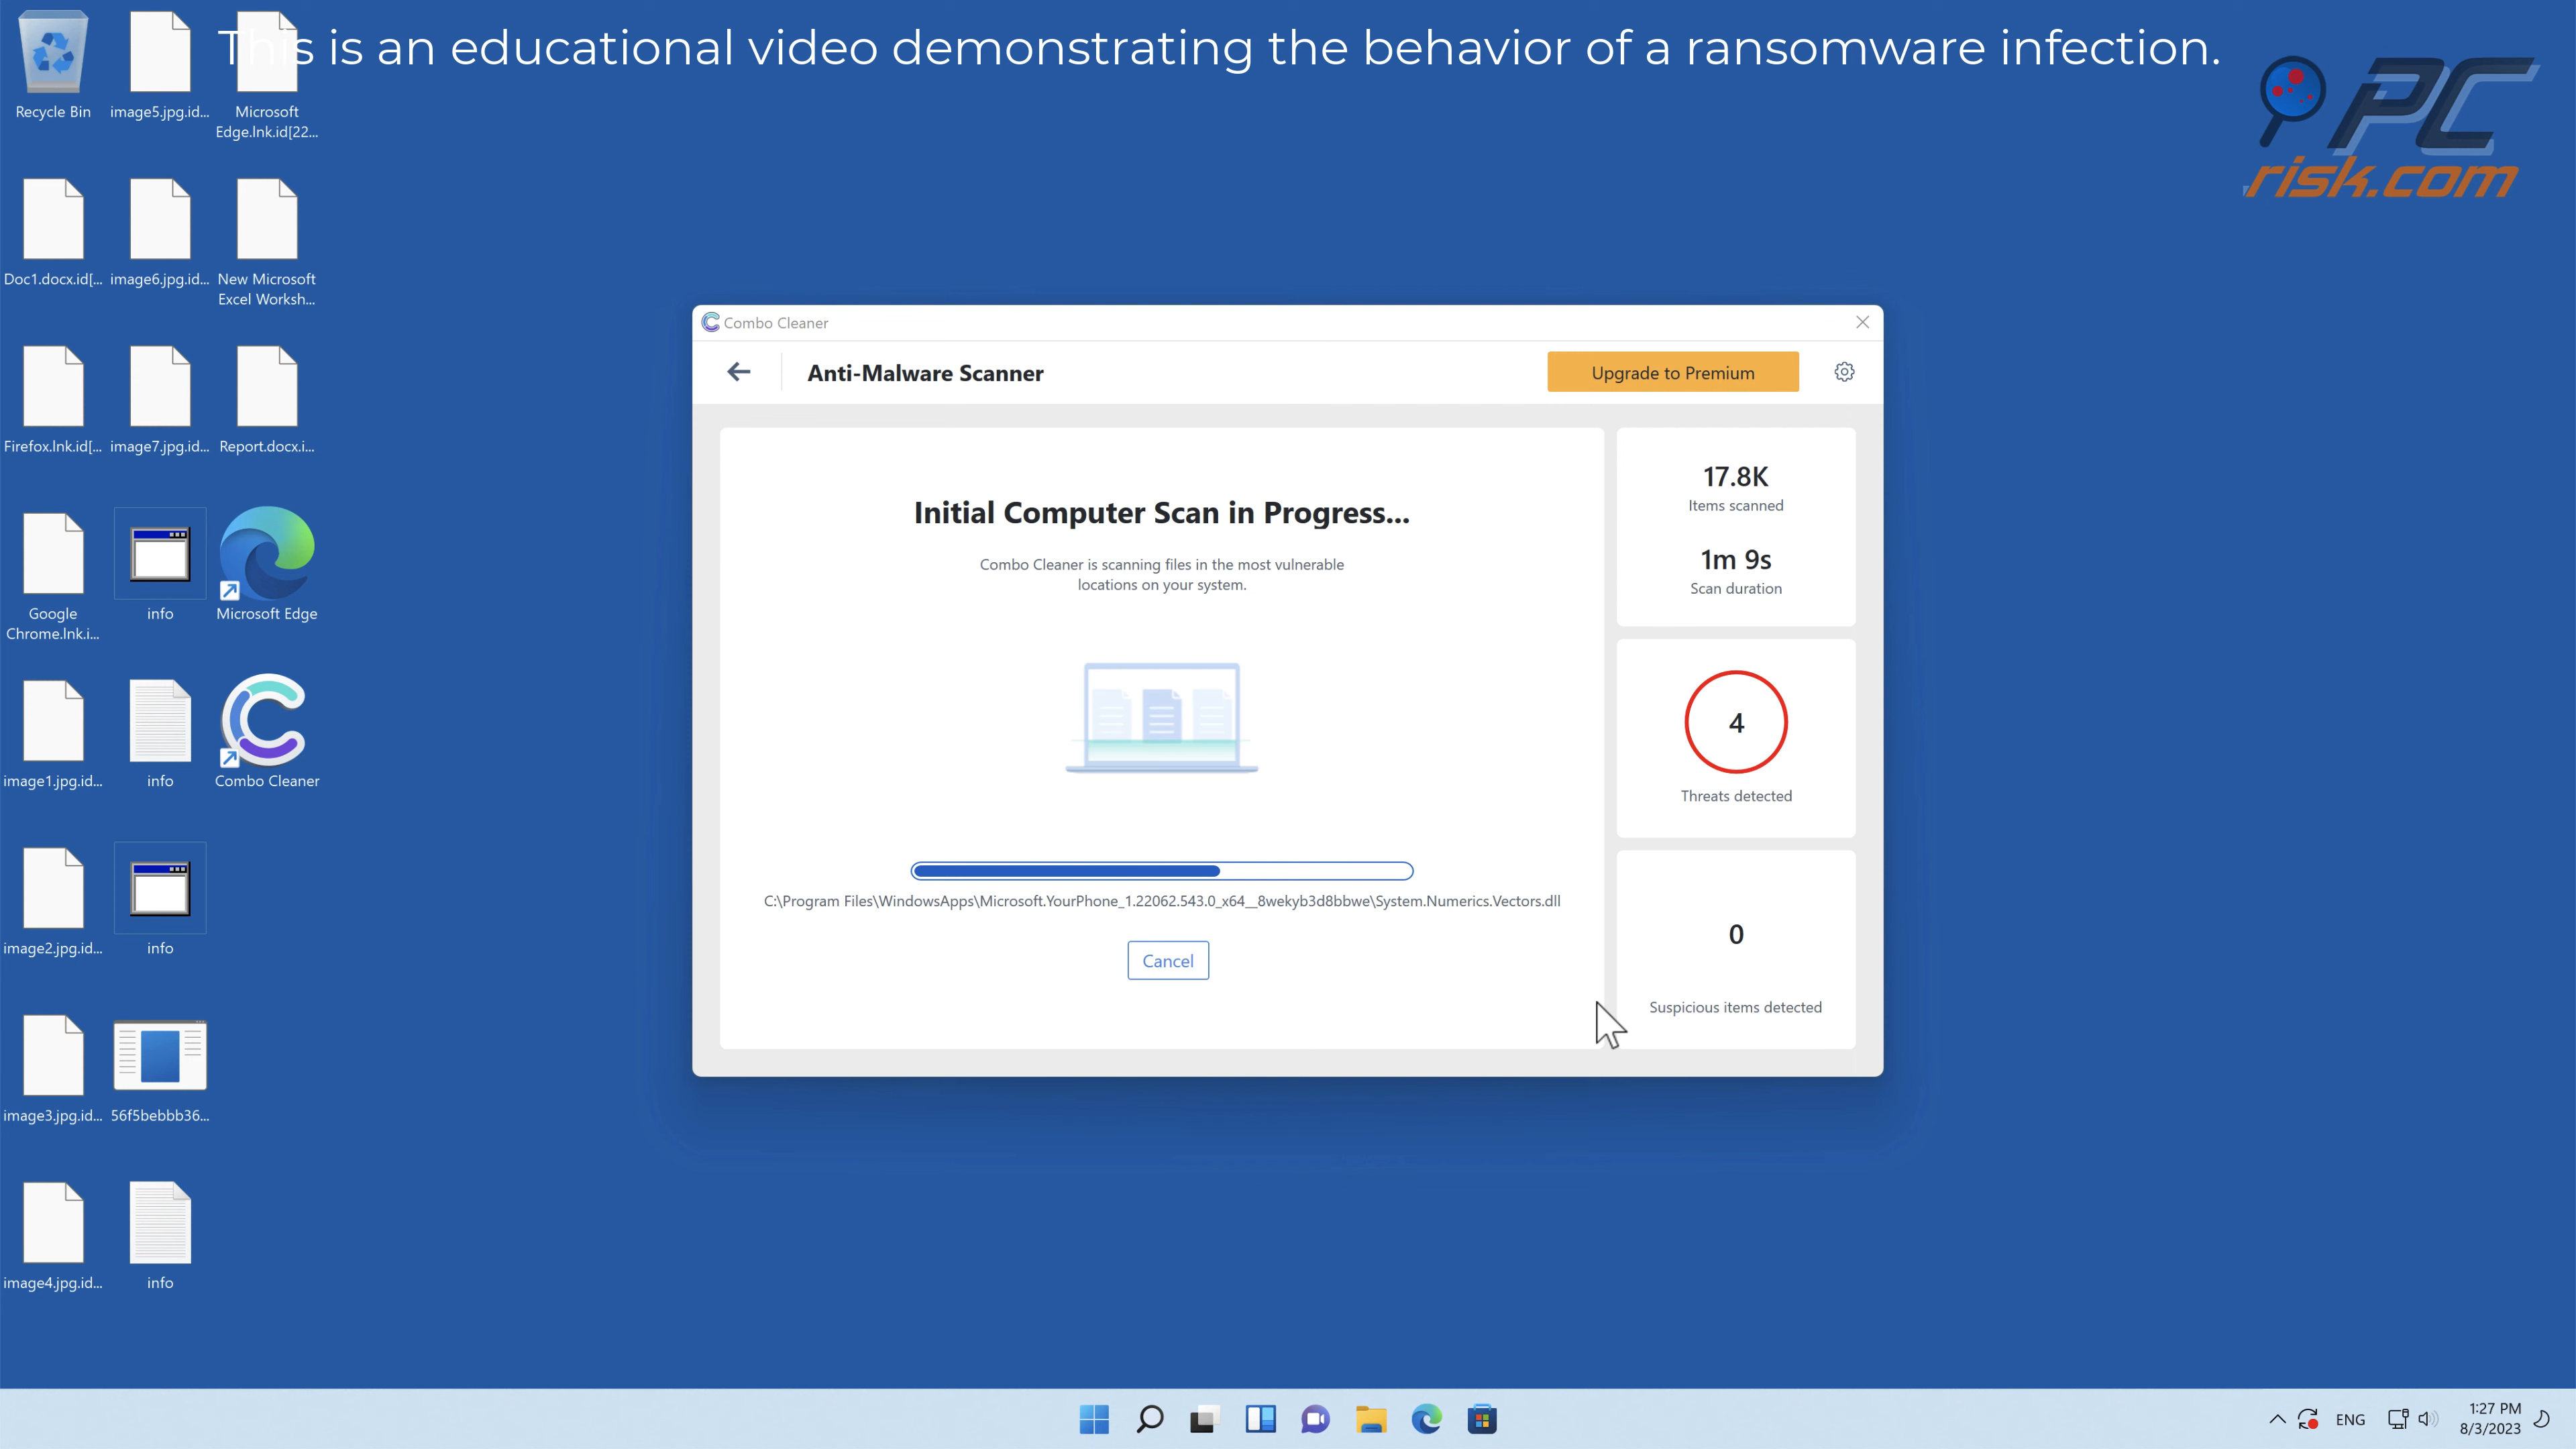 This is an educational video demonstrating the behavior of a ransomware infection.
PC
risk.com
Recycle Bin
image5.jpg.id...
Microsoft
Edge.lnk.id[22...
Doc1.docx.id[...
image6.jpg.id...
New Microsoft
Excel Worksh...
Firefox.lnk.id[...
image7.jpg.id...
Report.docx.i...
Google
Chrome.lnk.i...
info
Microsoft Edge
image1.jpg.id...
info
Combo Cleaner
image2.jpg.id...
info
image3.jpg.id...
56f5bebbb36...
image4.jpg.id...
info
Combo Cleaner
Anti-Malware Scanner
Upgrade to Premium
Initial Computer Scan in Progress...
Combo Cleaner is scanning files in the most vulnerable
locations on your system.
C:\Program Files\WindowsApps\Microsoft.YourPhone_1.22062.543.0_x64__8wekyb3d8bbwe\System.Numerics.Vectors.dll
Cancel
17.8K
Items scanned
1m 9s
Scan duration
4
Threats detected
0
Suspicious items detected
ENG
1:27 PM
8/3/2023